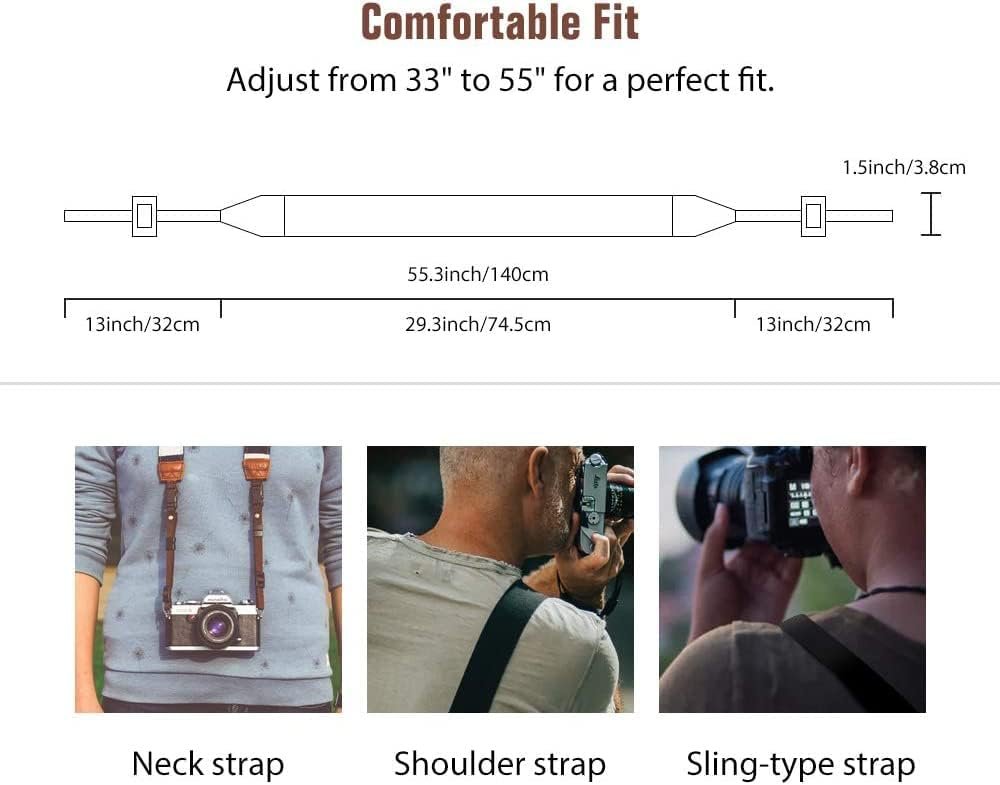 Comfortable Fit
Adjust from 33" to 55" for a perfect fit.
1.5inch/3.8cm
55.3inch/140cm
13inch/32cm 29.3inch/74.5cm 13inch/32cm
Neck strap Shoulder strap Sling-type strap